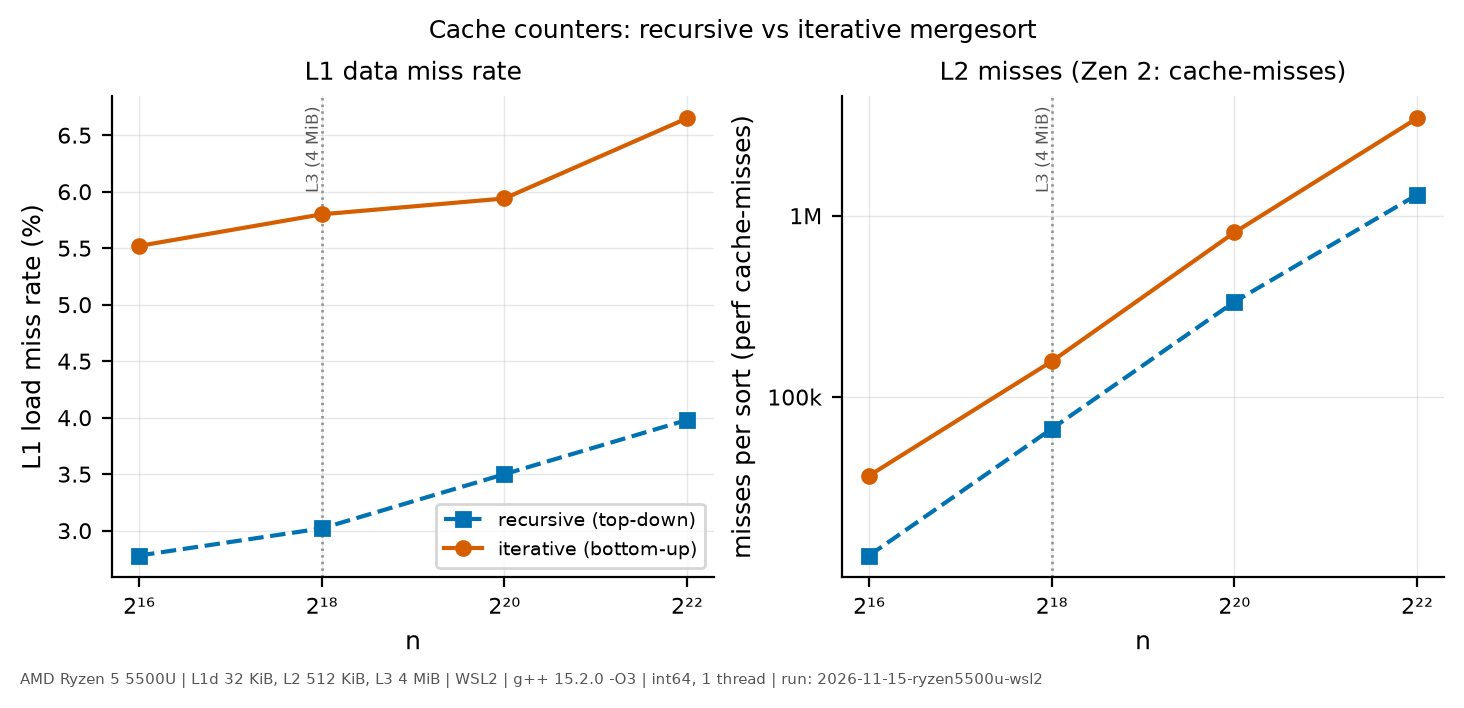 Cache counters: recursive vs iterative mergesort
L1 data miss rate
L1 load miss rate (%)
6.5
6.0
5.5
5.0
4.5
4.0
3.5
3.0
L3 (4 MiB)
recursive (top-down)
iterative (bottom-up)
2¹⁶ 2¹⁸ 2²⁰ 2²²
n
L2 misses (Zen 2: cache-misses)
misses per sort (perf cache-misses)
1M
100k
L3 (4 MiB)
2¹⁶ 2¹⁸ 2²⁰ 2²²
n
AMD Ryzen 5 5500U | L1d 32 KiB, L2 512 KiB, L3 4 MiB | WSL2 | g++ 15.2.0 -O3 | int64, 1 thread | run: 2026-11-15-ryzen5500u-wsl2